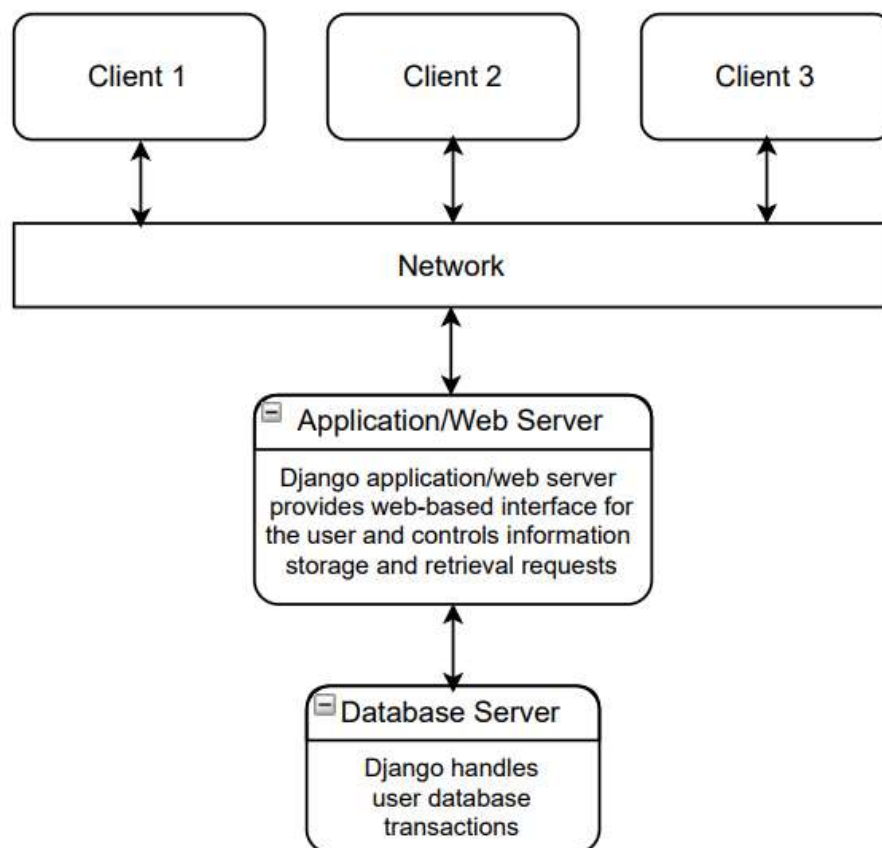 Client 1
Client 2
Client 3
Network
Application/Web Server
Django application/web server
provides web-based interface for
the user and controls information
storage and retrieval requests
Database Server
Django handles
user database
transactions